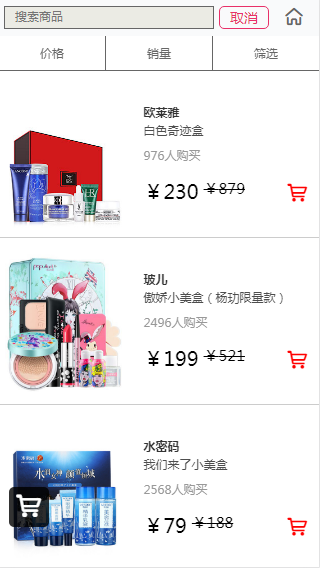 搜索商品
取消
价格
销量
筛选
欧莱雅
白色奇迹盒
976人购买
￥230 ￥879
玻儿
傲娇小美盒（杨玏限量款）
2496人购买
￥199 ￥521
水密码
我们来了小美盒
2568人购买
￥79 ￥188